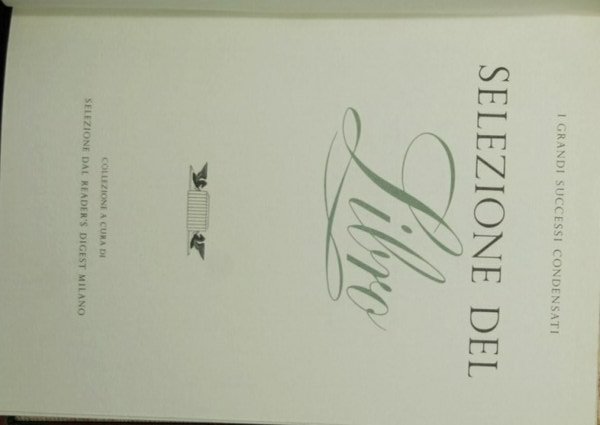 I GRANDI SUCCESSI CONDENSATI
SELEZIONE DEL
Libro
COLLEZIONE A CURA DI
SELEZIONE DAL READER'S DIGEST MILANO